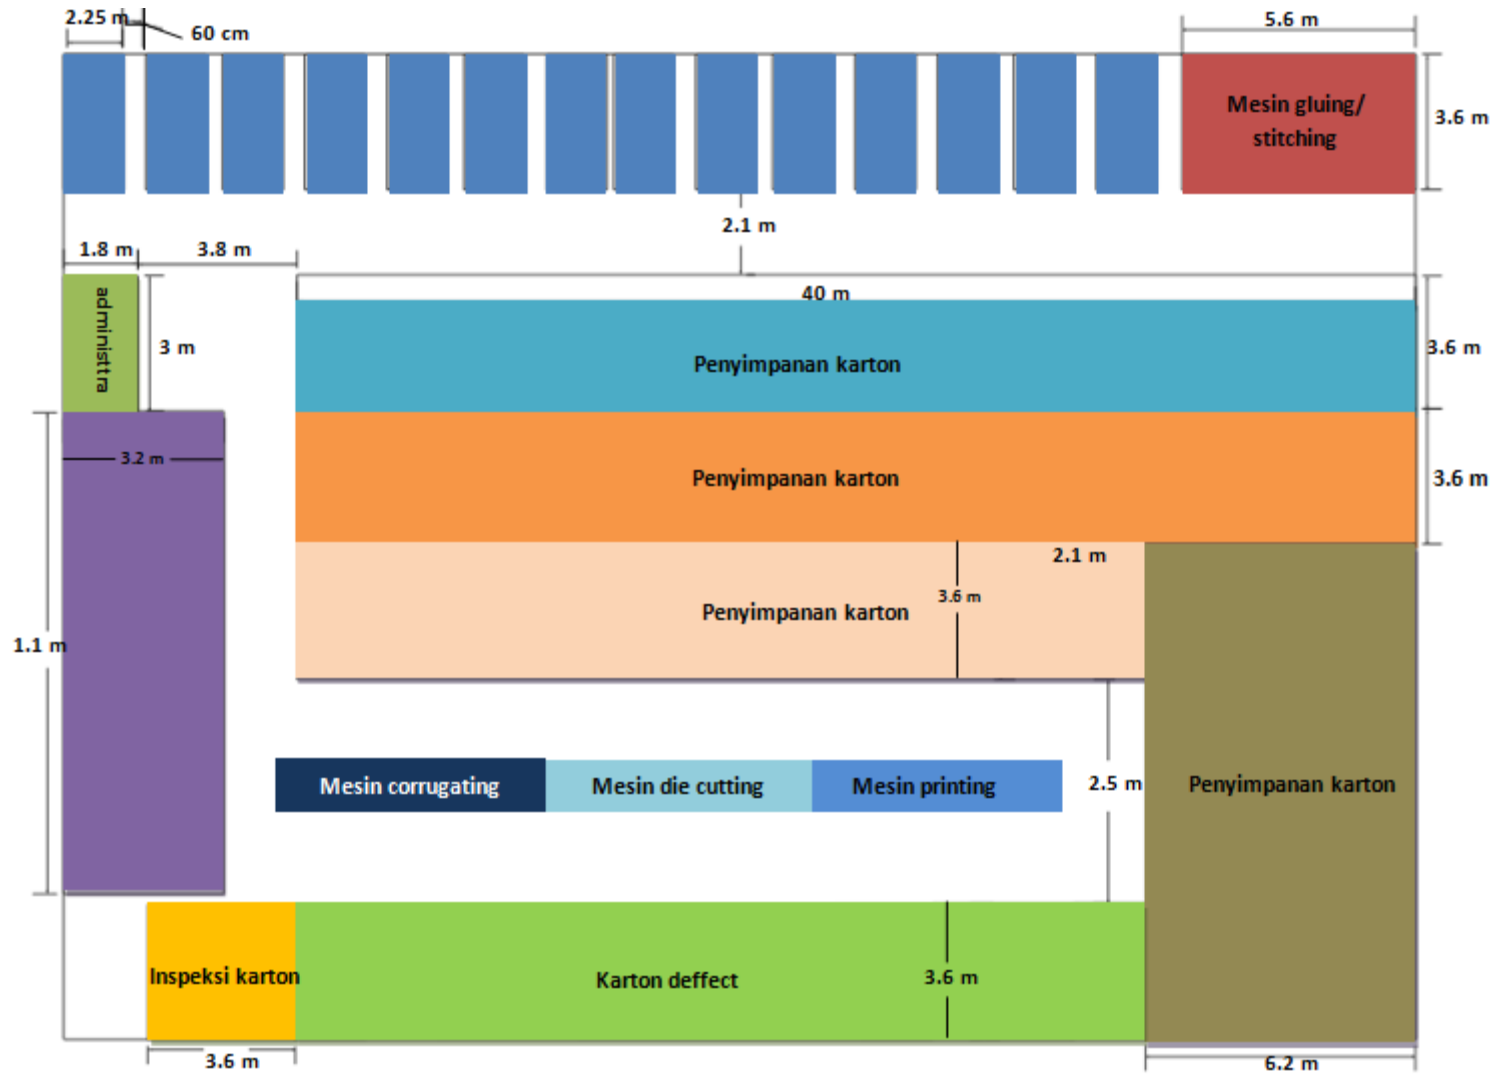 2.25 m
60 cm
5.6 m
Mesin gluing/
stitching
3.6 m
2.1 m
1.8 m
3.8 m
40 m
administra
3 m
Penyimpanan karton
3.6 m
3.2 m
Penyimpanan karton
3.6 m
2.1 m
3.6 m
Penyimpanan karton
1.1 m
Mesin corrugating
Mesin die cutting
Mesin printing
2.5 m
Penyimpanan karton
Inspeksi karton
Karton deffect
3.6 m
3.6 m
6.2 m